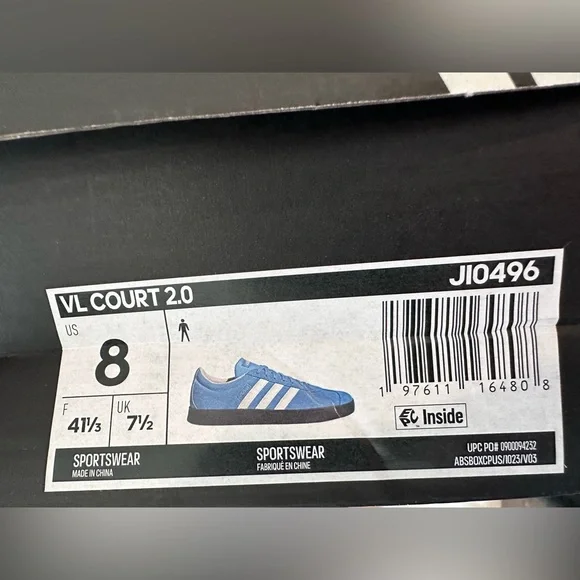 VL COURT 2.0
JI0496
US
8
F
41⅓
UK
7½
1 97611 16480 8
Inside
SPORTSWEAR
MADE IN CHINA
SPORTSWEAR
FABRIQUÉ EN CHINE
UPC PO# 0900094232
ABSBOXCPUS/1023/V03